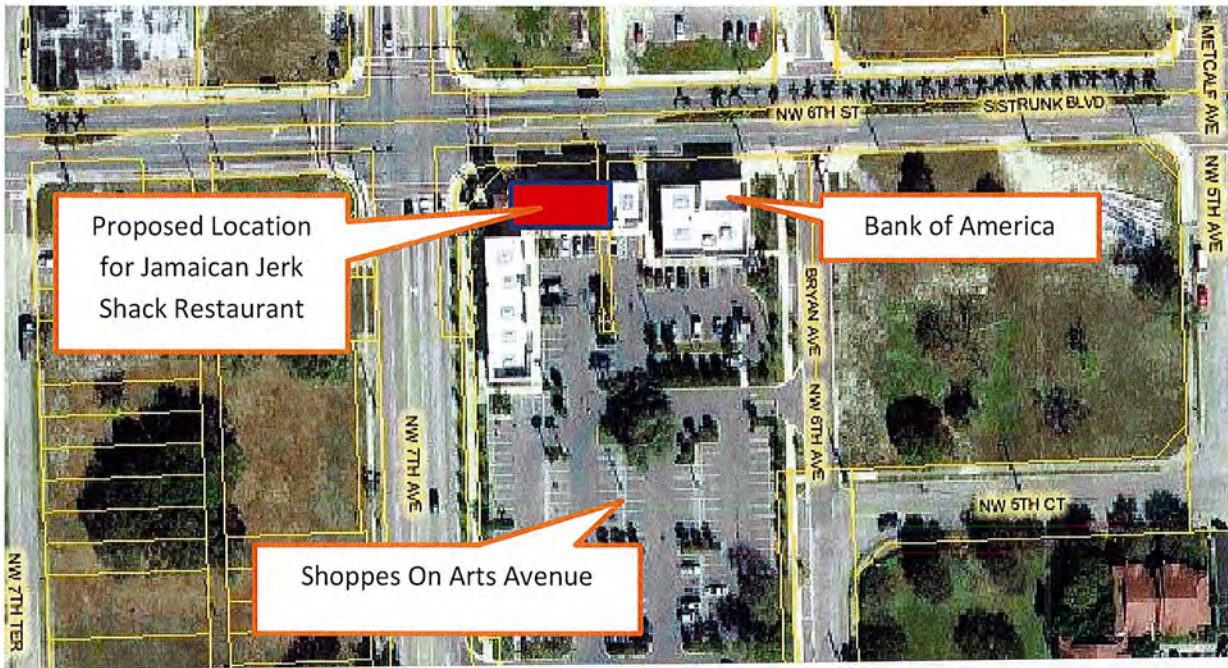 NW 6TH ST
SISTRUNK BLVD
METCALF AVE
NW 5TH AVE
Proposed Location
for Jamaican Jerk
Shack Restaurant
Bank of America
BRYAN AVE
NW 6TH AVE
NW 7TH AVE
NW 5TH CT
Shoppes On Arts Avenue
NW 7TH TER